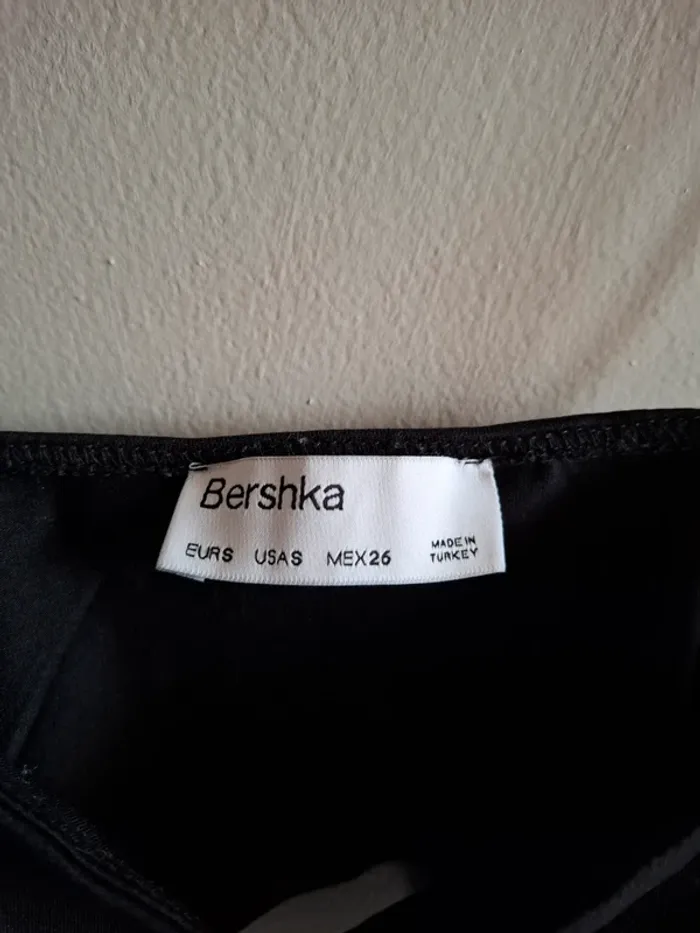 Bershka
EUR S USA S MEX 26
MADE IN
TURKEY